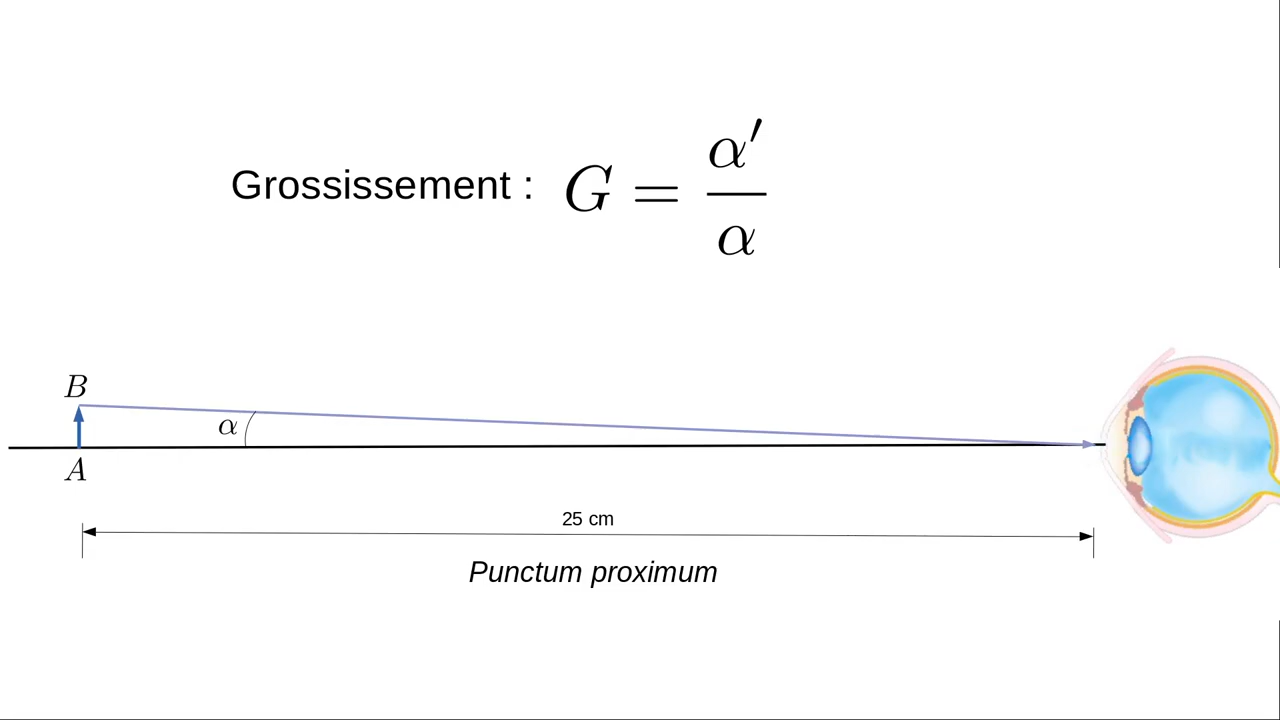 Grossissement : G = α′/α
B
α
A
25 cm
Punctum proximum